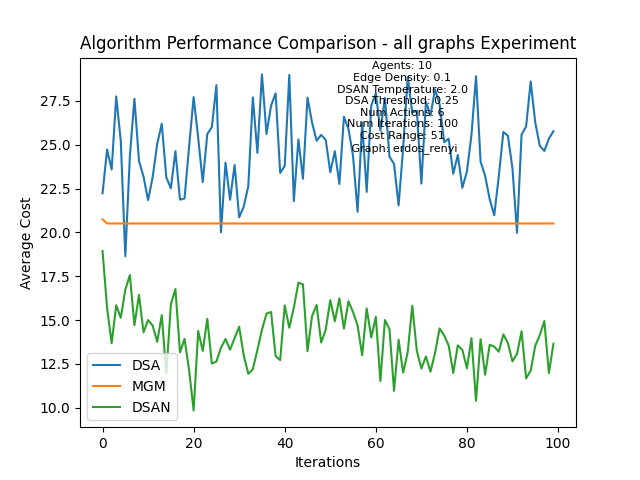 Algorithm Performance Comparison - all graphs Experiment
Agents: 10
Edge Density: 0.1
DSAN Temperature: 2.0
DSA Threshold: 0.25
Num Actions: 6
Num Iterations: 100
Cost Range: 51
Graph: erdos_renyi
Average Cost
27.5
25.0
22.5
20.0
17.5
15.0
12.5
10.0
DSA
MGM
DSAN
0
20
40
60
80
100
Iterations